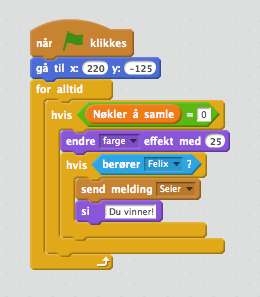 når klikkes
gå til x: 220 y: -125
for alltid
hvis Nøkler å samle = 0
endre farge effekt med 25
hvis berører Felix ?
send melding Seier
si Du vinner!